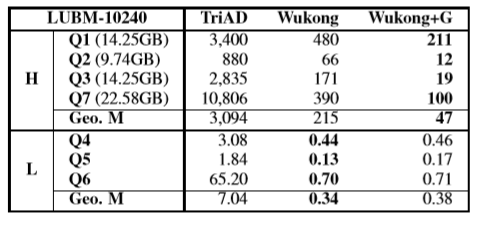 LUBM-10240 TriAD Wukong Wukong+G
H
Q1 (14.25GB) 3,400 480 211
Q2 (9.74GB) 880 66 12
Q3 (14.25GB) 2,835 171 19
Q7 (22.58GB) 10,806 390 100
Geo. M 3,094 215 47
L
Q4 3.08 0.44 0.46
Q5 1.84 0.13 0.17
Q6 65.20 0.70 0.71
Geo. M 7.04 0.34 0.38